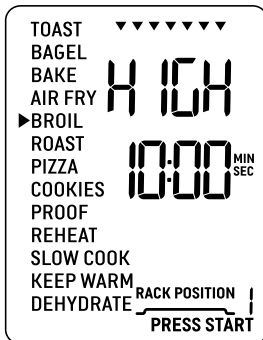 TOAST
BAGEL
BAKE
AIR FRY
HIGH
BROIL
ROAST
PIZZA
10:00 MIN SEC
COOKIES
PROOF
REHEAT
SLOW COOK
KEEP WARM
DEHYDRATE
RACK POSITION 1
PRESS START